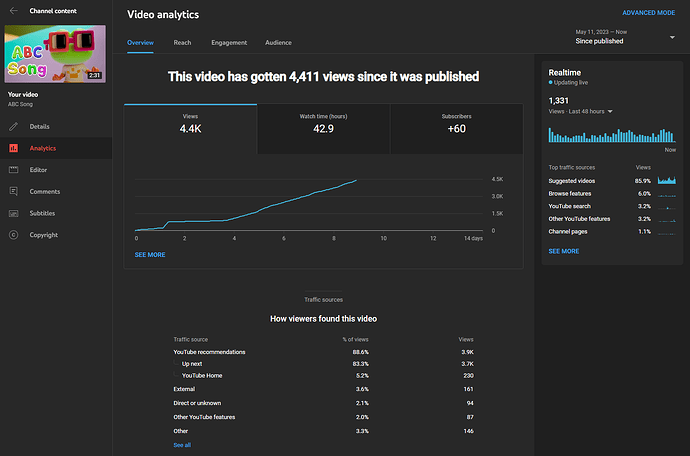 Channel content
ABC
Song
2:31
Your video
ABC Song
Details
Analytics
Editor
Comments
Subtitles
Copyright
Video analytics
ADVANCED MODE
Overview
Reach
Engagement
Audience
May 11, 2023 — Now
Since published
This video has gotten 4,411 views since it was published
Views
4.4K
Watch time (hours)
42.9
Subscribers
+60
4.5K
3.0K
1.5K
0
0 2 4 6 8 10 12 14 days
SEE MORE
Traffic sources
How viewers found this video
Traffic source % of views Views
YouTube recommendations 88.6% 3.9K
Up next 83.3% 3.7K
YouTube Home 5.2% 230
External 3.6% 161
Direct or unknown 2.1% 94
Other YouTube features 2.0% 87
Other 3.3% 146
See all
Realtime
Updating live
1,331
Views · Last 48 hours
Now
Top traffic sources Views
Suggested videos 85.9%
Browse features 6.0%
YouTube search 3.2%
Other YouTube features 3.2%
Channel pages 1.1%
SEE MORE